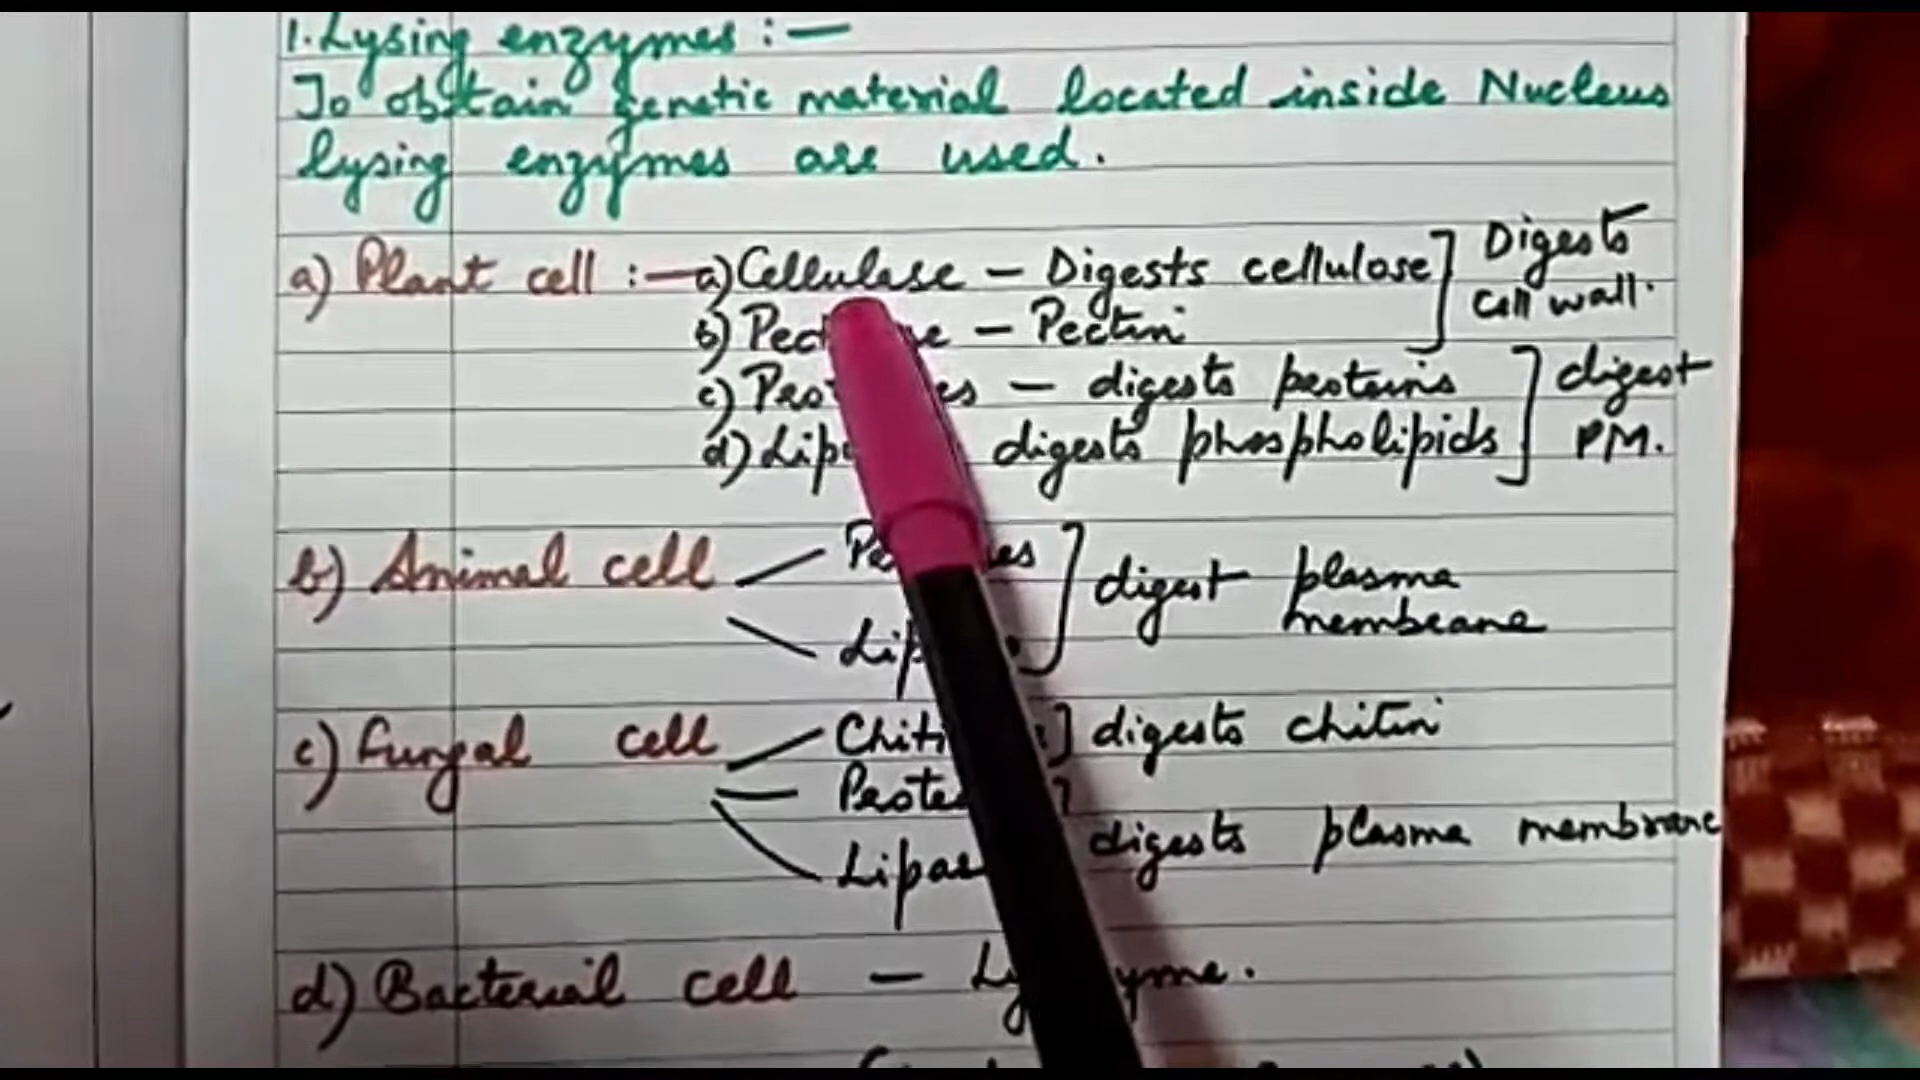 1. Lysing enzymes :—
To obtain genetic material located inside Nucleus
lysing enzymes are used.
a) Plant cell :— a) Cellulase — Digests cellulose ] Digests cell wall.
b) — Pectin
c) — digests proteins ] digest PM.
d) digests phospholipids
b) Animal cell
] digest plasma membrane
c) Fungal cell ] digests chitin
digests plasma membrane
d) Bacterial cell —